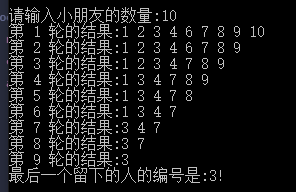 请输入小朋友的数量:10
第 1 轮的结果:1 2 3 4 6 7 8 9 10
第 2 轮的结果:1 2 3 4 6 7 8 9
第 3 轮的结果:1 2 3 4 7 8 9
第 4 轮的结果:1 3 4 7 8 9
第 5 轮的结果:1 3 4 7 8
第 6 轮的结果:1 3 4 7
第 7 轮的结果:3 4 7
第 8 轮的结果:3 7
第 9 轮的结果:3
最后一个留下的人的编号是:3!